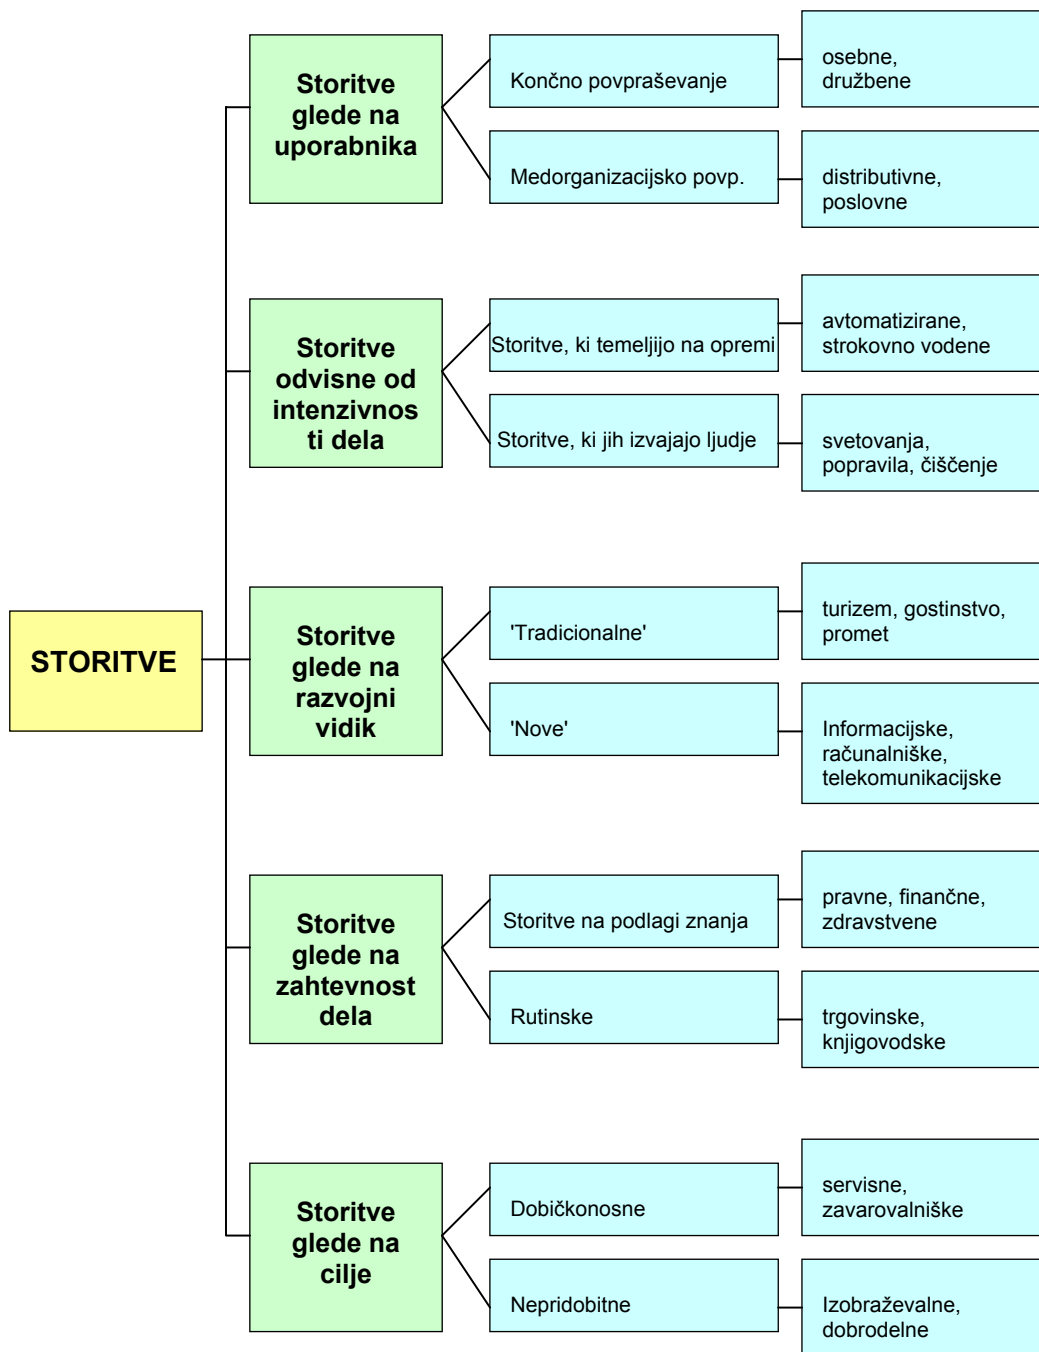 STORITVE
Storitve
glede na
uporabnika
Končno povpraševanje
osebne,
družbene
Medorganizacijsko povp.
distributivne,
poslovne
Storitve
odvisne od
intenzivnos
ti dela
Storitve, ki temeljijo na opremi
avtomatizirane,
strokovno vodene
Storitve, ki jih izvajajo ljudje
svetovanja,
popravila, čiščenje
Storitve
glede na
razvojni
vidik
'Tradicionalne'
turizem, gostinstvo,
promet
'Nove'
Informacijske,
računalniške,
telekomunikacijske
Storitve
glede na
zahtevnost
dela
Storitve na podlagi znanja
pravne, finančne,
zdravstvene
Rutinske
trgovinske,
knjigovodske
Storitve
glede na
cilje
Dobičkonosne
servisne,
zavarovalniške
Nepridobitne
Izobraževalne,
dobrodelne